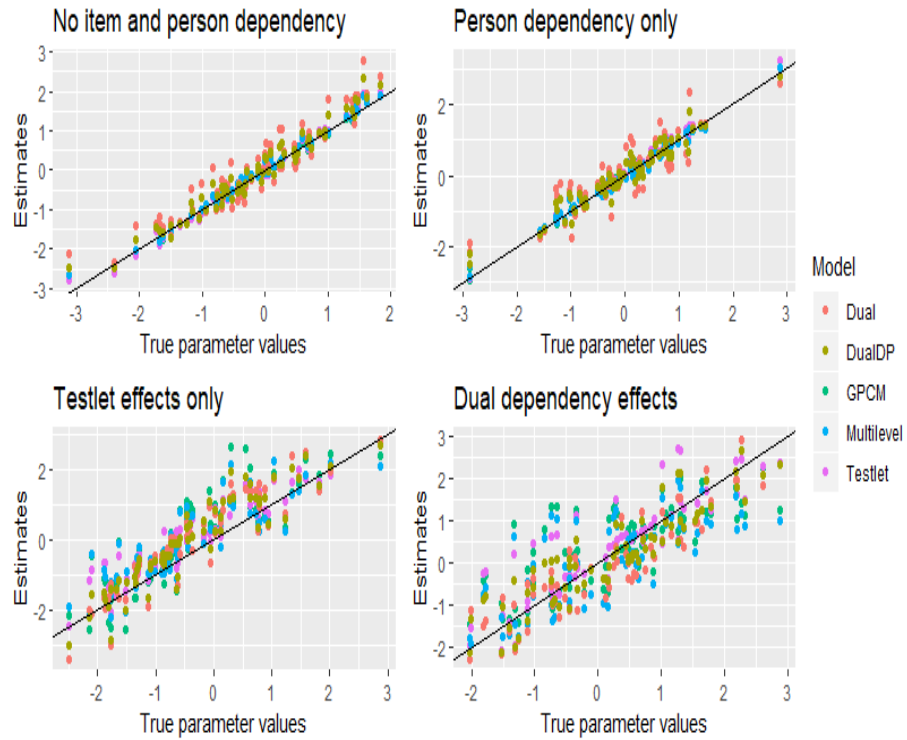 No item and person dependency
Estimates
3
2
1
0
-1
-2
-3
-3 -2 -1 0 1 2
True parameter values
Person dependency only
Estimates
2
0
-2
-3 -2 -1 0 1 2 3
True parameter values
Testlet effects only
Estimates
2
0
-2
-2 -1 0 1 2 3
True parameter values
Dual dependency effects
Estimates
3
2
1
0
-1
-2
-2 -1 0 1 2 3
True parameter values
Model
Dual
DualDP
GPCM
Multilevel
Testlet